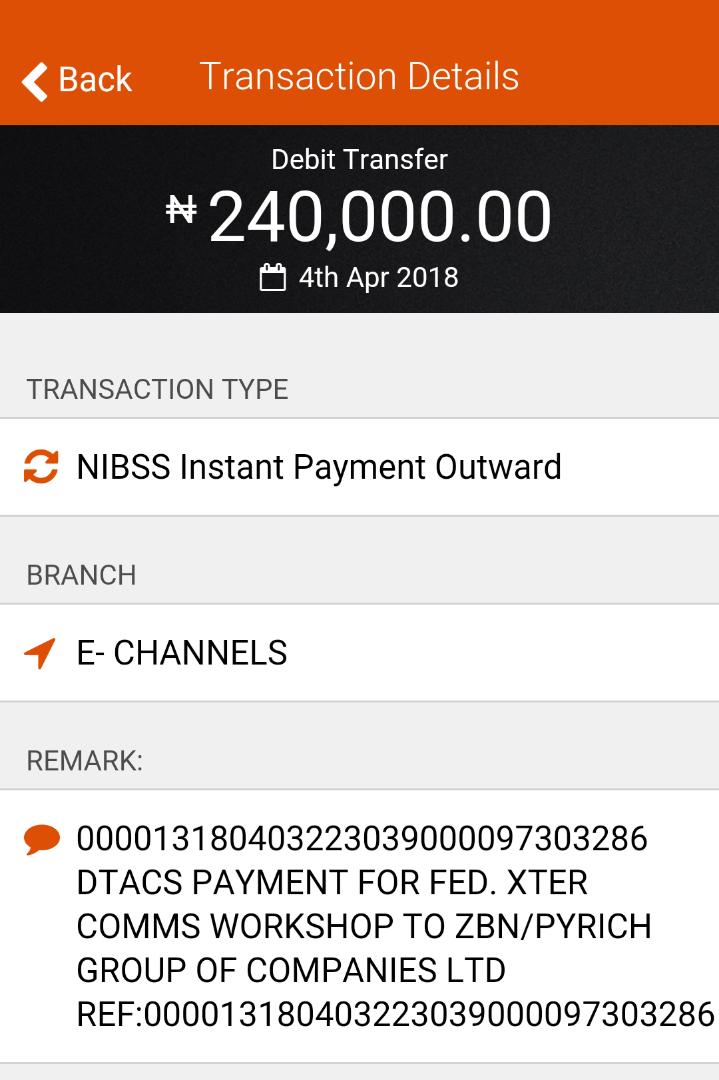 Back
Transaction Details
Debit Transfer
₦240,000.00
4th Apr 2018
TRANSACTION TYPE
NIBSS Instant Payment Outward
BRANCH
E- CHANNELS
REMARK:
000013180403223039000097303286
DTACS PAYMENT FOR FED. XTER
COMMS WORKSHOP TO ZBN/PYRICH
GROUP OF COMPANIES LTD
REF:000013180403223039000097303286